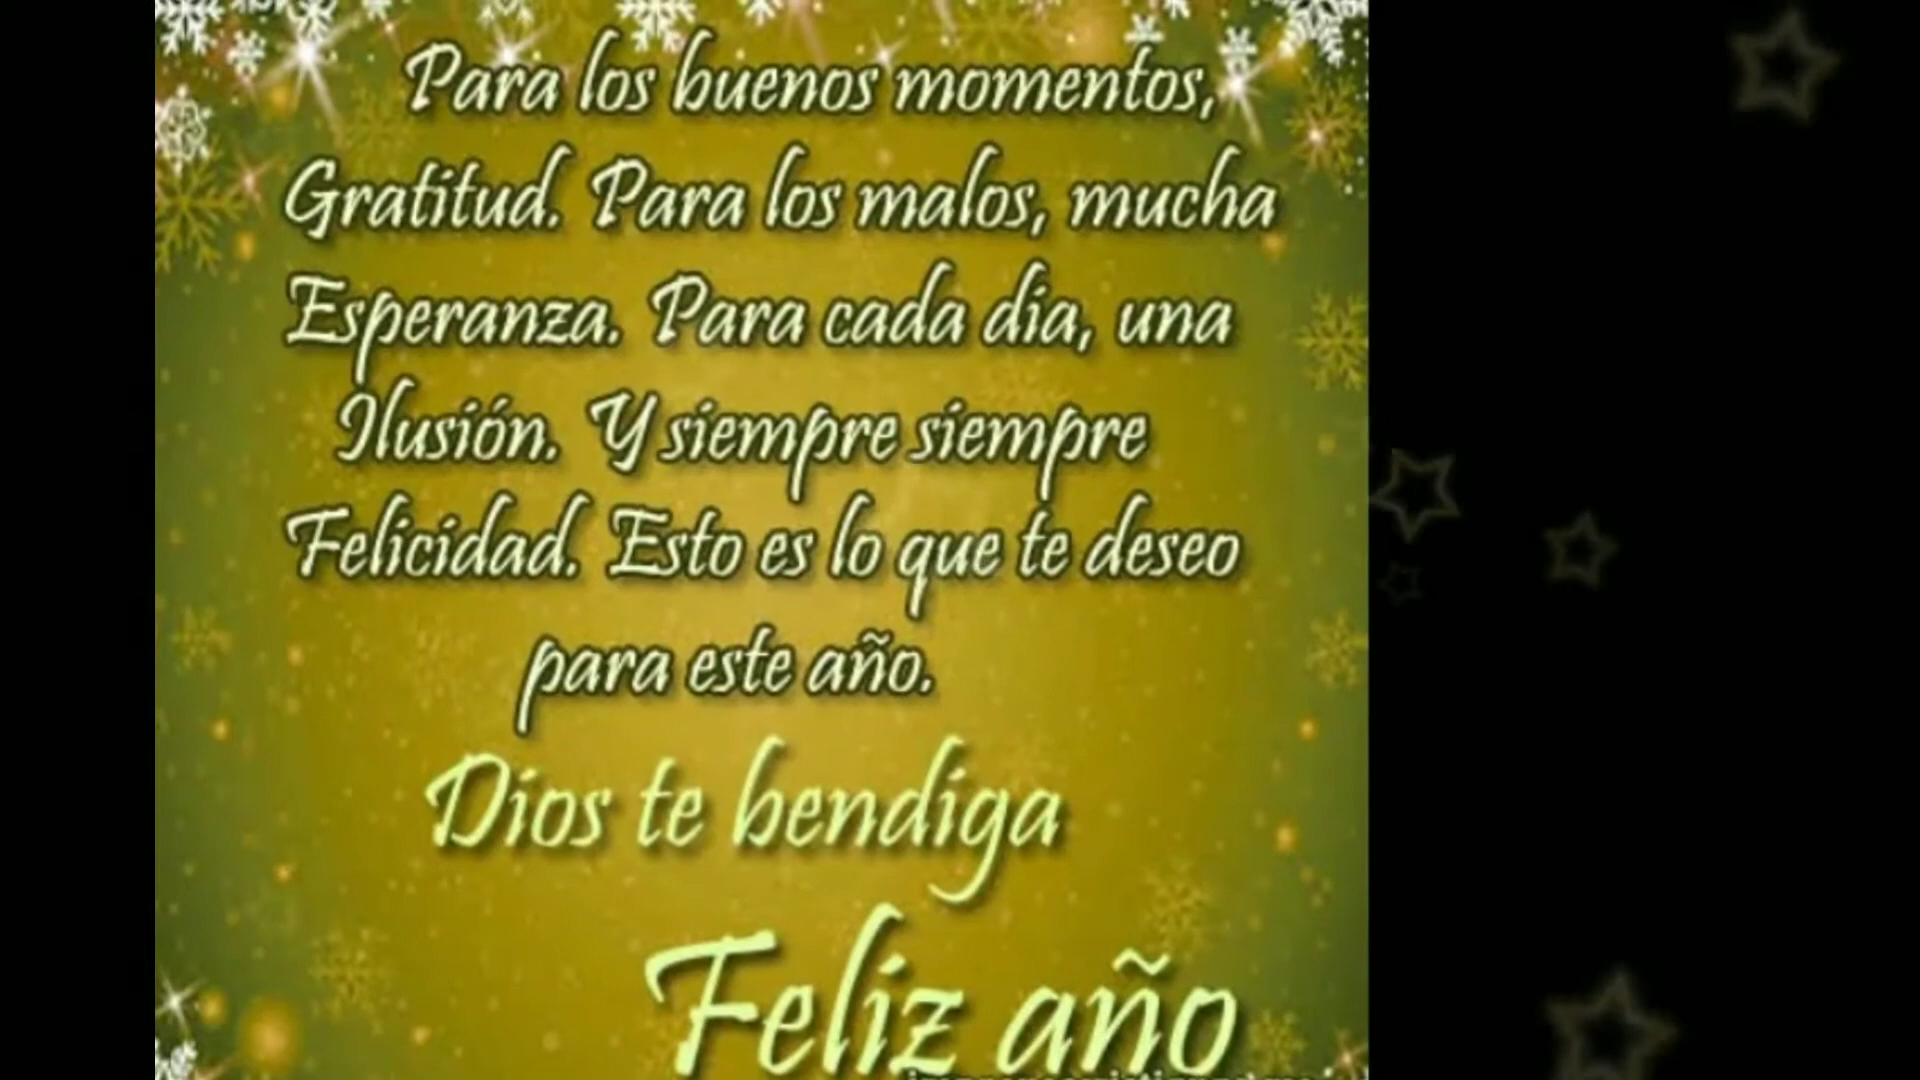 Para los buenos momentos,
Gratitud. Para los malos, mucha
Esperanza. Para cada día, una
Ilusión. Y siempre siempre
Felicidad. Esto es lo que te deseo
para este año.
Dios te bendiga
Feliz año